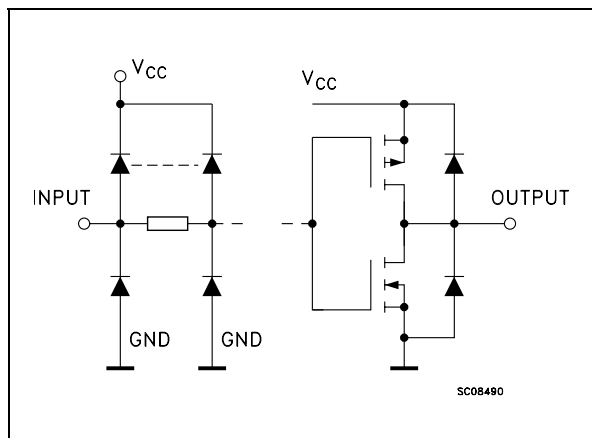 VCC
VCC
INPUT
OUTPUT
GND
GND
SC08490